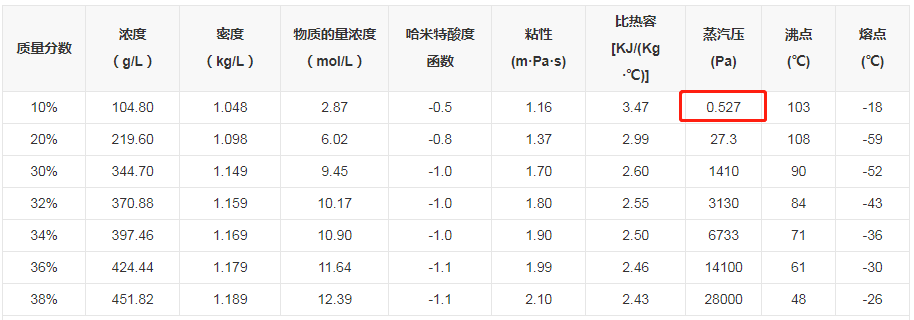 质量分数 浓度（g/L） 密度（kg/L） 物质的量浓度（mol/L） 哈米特酸度函数 粘性(m·Pa·s) 比热容[KJ/(Kg·℃)] 蒸汽压(Pa) 沸点(℃) 熔点(℃)
10% 104.80 1.048 2.87 -0.5 1.16 3.47 0.527 103 -18
20% 219.60 1.098 6.02 -0.8 1.37 2.99 27.3 108 -59
30% 344.70 1.149 9.45 -1.0 1.70 2.60 1410 90 -52
32% 370.88 1.159 10.17 -1.0 1.80 2.55 3130 84 -43
34% 397.46 1.169 10.90 -1.0 1.90 2.50 6733 71 -36
36% 424.44 1.179 11.64 -1.1 1.99 2.46 14100 61 -30
38% 451.82 1.189 12.39 -1.1 2.10 2.43 28000 48 -26